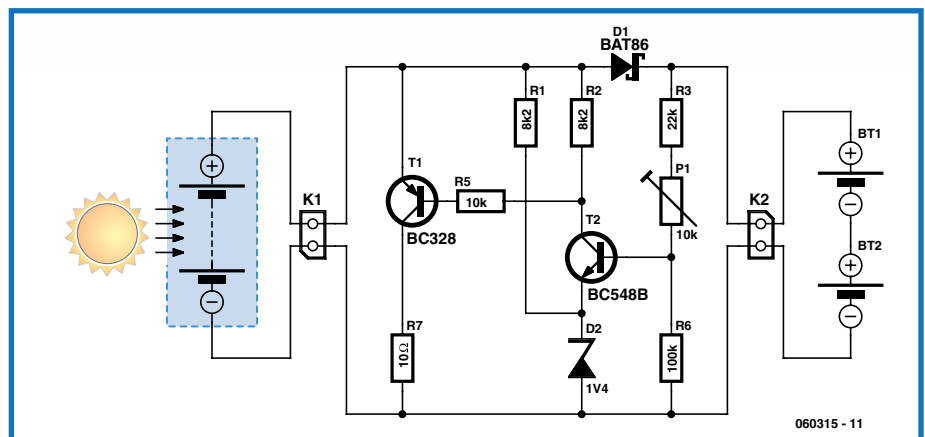 D1
BAT86
R1
8k2
R2
8k2
R3
22k
BT1
T1
R5
10k
P1
10k
K1
K2
BC328
T2
BT2
BC548B
R7
10Ω
D2
1V4
R6
100k
060315 - 11